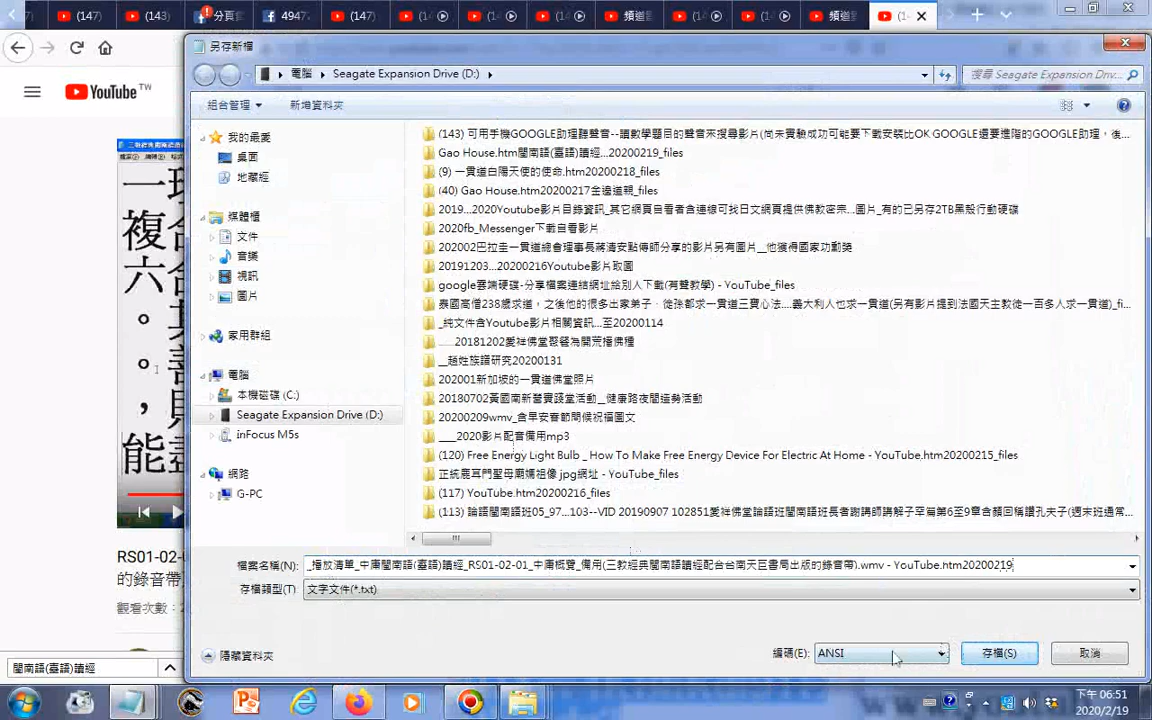 (147)
(143)
分頁
4947
(147)
頻道
頻道
另存新檔
電腦 Seagate Expansion Drive (D:)
搜尋 Seagate Expansion Driv...
組合管理 新增資料夾
YouTube TW
我的最愛
桌面
地藏經
媒體櫃
文件
音樂
視訊
圖片
家用群組
電腦
本機磁碟 (C:)
Seagate Expansion Drive (D:)
inFocus M5s
網路
G-PC
(143) 可用手機GOOGLE助理聽聲音--讀數學題目的聲音來搜尋影片(尚未實驗成功可能要下載安裝比OK GOOGLE還要進階的GOOGLE助理，後...
Gao House.htm閩南語(臺語)讀經...20200219_files
(9) 一貫道白陽天使的使命.htm20200218_files
(40) Gao House.htm20200217金邊道親_files
2019...2020Youtube影片目錄資訊_其它網頁自看者含連線可找日文網頁提供佛教密宗...圖片_有的已另存2TB黑殼行動硬碟
2020fb_Messenger下載自看影片
202002巴拉圭一貫道總會理事長蔣濱安點傳師分享的影片另有圖片__他獲得國家功勳獎
20191203...20200216Youtube影片取圖
google雲端硬碟-分享檔案連結網址給別人下載(有聲教學) - YouTube_files
泰國高僧238歲求道，之後他的很多出家弟子、徒孫都求一貫道三寶心法....義大利人也求一貫道(另有影片提到法國天主教徒一百多人求一貫道)_fi...
_純文件含Youtube影片相關資訊...至20200114
____20181202愛祥佛堂聚餐為開荒播佛種
__趙姓族譜研究20200131
202001新加坡的一貫道佛堂照片
20180702黃國南新營寶錢堂活動__健康路夜間造勢活動
20200209wmv_含早安春節問候祝福圖文
___2020影片配音備用mp3
(120) Free Energy Light Bulb _ How To Make Free Energy Device For Electric At Home - YouTube.htm20200215_files
正統鹿耳門聖母廟媽祖像 jpg網址 - YouTube_files
(117) YouTube.htm20200216_files
(113) 論語閩南語班05_97...103--VID 20190907 102851愛祥佛堂論語班閩南語班長者謝講師講解子罕篇第6至9章含顏回稱讚孔夫子(週末班通常...
檔案名稱(N): _播放清單_中庸閩南語(臺語)讀經_RS01-02-01_中庸概覽_備用(三教經典閩南語讀經配合台南天巨書局出版的錄音帶).wmv - YouTube.htm20200219
存檔類型(T): 文字文件(*.txt)
隱藏資料夾
編碼(E): ANSI 存檔(S) 取消
複合
六
。
。善
，
能
RS01-02-0
的錄音帶
觀看次數：2
閩南語(臺語)讀經
下午 06:51
2020/2/19